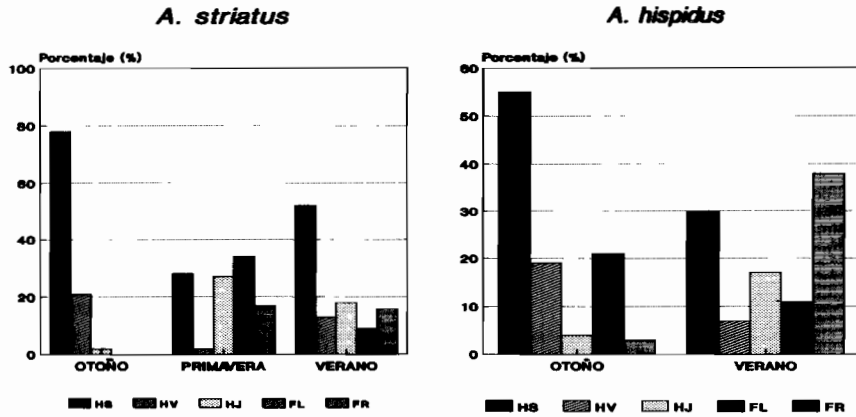 A. striatus
Porcentaje (%)
100
80
60
40
20
0
OTOÑO PRIMAVERA VERANO
HS HV HJ FL FR
A. hispidus
Porcentaje (%)
60
50
40
30
20
10
0
OTOÑO VERANO
HS HV HJ FL FR